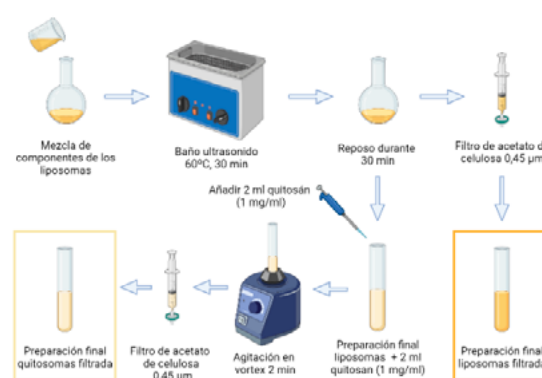 Mezcla de
componentes de los
liposomas
Baño ultrasonido
60ºC, 30 min
Reposo durante
30 min
Filtro de acetato d
celulosa 0,45 µm
Añadir 2 ml quitosán
(1 mg/ml)
Preparación final
quitosomas filtrada
Filtro de acetato
de celulosa
0,45 µm
Agitación en
vortex 2 min
Preparación final
liposomas + 2 ml
quitosan (1 mg/ml)
Preparación final
liposomas filtrada